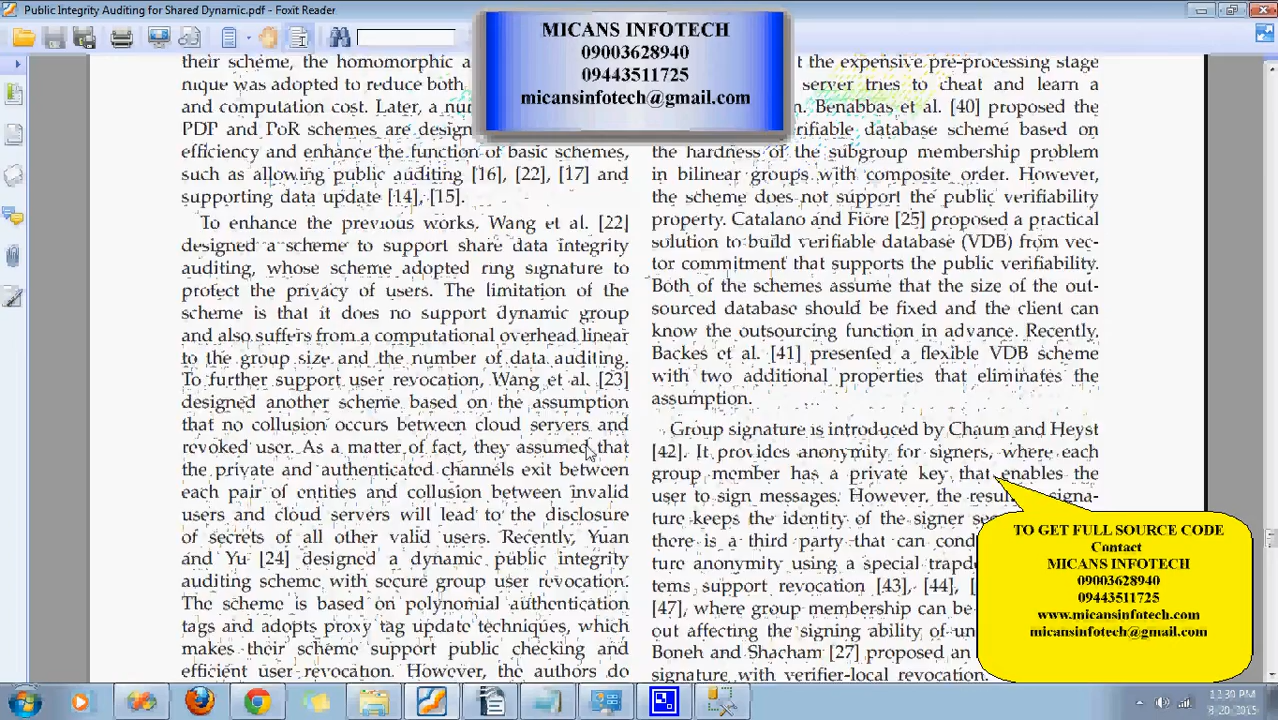 Public Integrity Auditing for Shared Dynamic.pdf - Foxit Reader
MICANS INFOTECH
09003628940
09443511725
micansinfotech@gmail.com
their scheme, the homomorphic a
nique was adopted to reduce both
and computation cost. Later, a nu
PDP and PoR schemes are design
efficiency and enhance the function of basic schemes,
such as allowing public auditing [16], [22], [17] and
supporting data update [14], [15].
To enhance the previous works, Wang et al. [22]
designed a scheme to support share data integrity
auditing, whose scheme adopted ring signature to
protect the privacy of users. The limitation of the
scheme is that it does no support dynamic group
and also suffers from a computational overhead linear
to the group size and the number of data auditing.
To further support user revocation, Wang et al. [23]
designed another scheme based on the assumption
that no collusion occurs between cloud servers and
revoked user. As a matter of fact, they assumed that
the private and authenticated channels exit between
each pair of entities and collusion between invalid
users and cloud servers will lead to the disclosure
of secrets of all other valid users. Recently, Yuan
and Yu [24] designed a dynamic public integrity
auditing scheme with secure group user revocation.
The scheme is based on polynomial authentication
tags and adopts proxy tag update techniques, which
makes their scheme support public checking and
efficient user revocation. However, the authors do
t the expensive pre-processing stage
server tries to cheat and learn a
Benabbas et al. [40] proposed the
rifiable database scheme based on
the hardness of the subgroup membership problem
in bilinear groups with composite order. However,
the scheme does not support the public verifiability
property. Catalano and Fiore [25] proposed a practical
solution to build verifiable database (VDB) from vec-
tor commitment that supports the public verifiability.
Both of the schemes assume that the size of the out-
sourced database should be fixed and the client can
know the outsourcing function in advance. Recently,
Backes et al. [41] presented a flexible VDB scheme
with two additional properties that eliminates the
assumption.
Group signature is introduced by Chaum and Heyst
[42]. It provides anonymity for signers, where each
group member has a private key that enables the
user to sign messages. However, the resul signa-
ture keeps the identity of the signer se
there is a third party that can cond
ture anonymity using a special trapd
tems support revocation [43], [44], [
[47], where group membership can be
out affecting the signing ability of un
Boneh and Shacham [27] proposed an
signature with verifier-local revocation.
TO GET FULL SOURCE CODE
Contact
MICANS INFOTECH
09003628940
09443511725
www.micansinfotech.com
micansinfotech@gmail.com
12:39 PM
8-20-2015